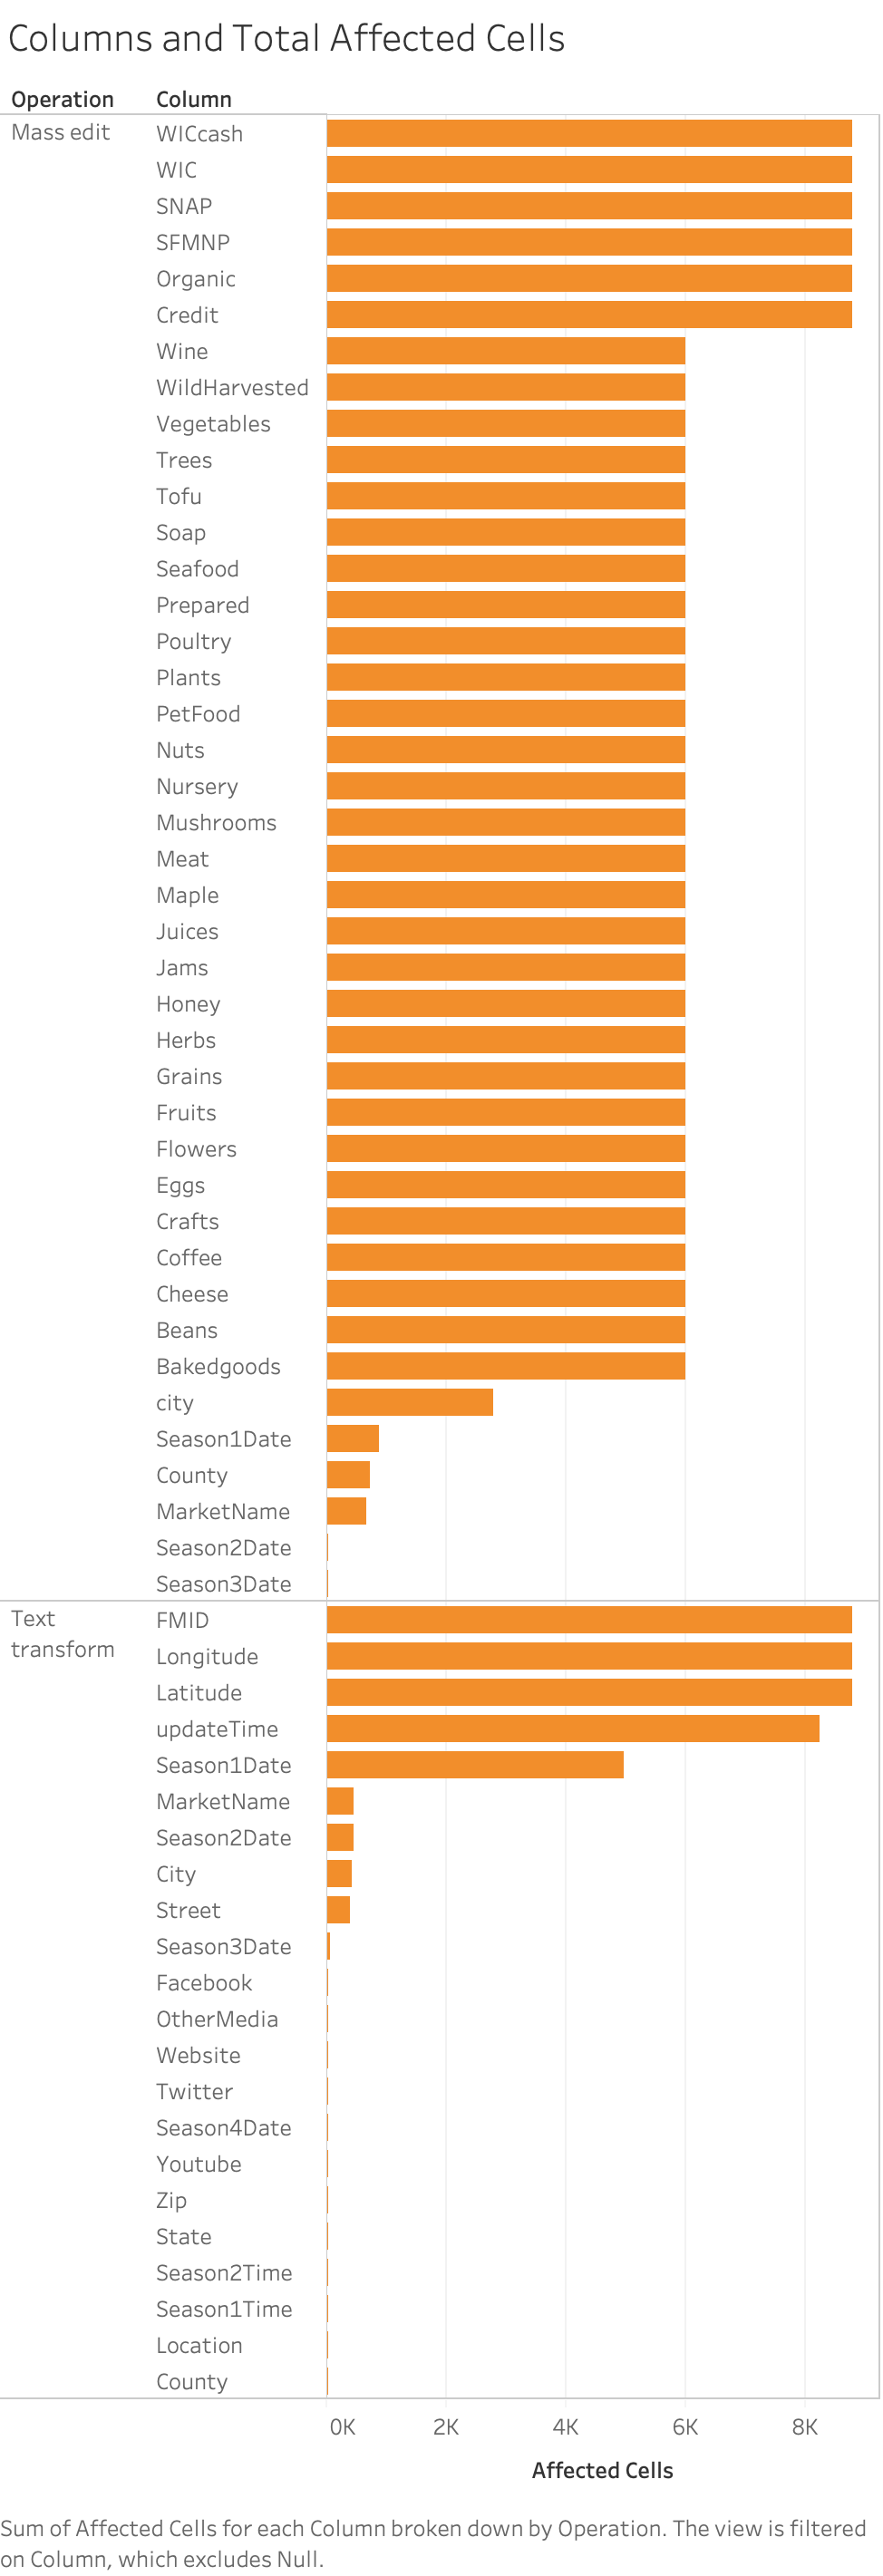 Columns and Total Affected Cells
Operation Column
Mass edit WICcash
WIC
SNAP
SFMNP
Organic
Credit
Wine
WildHarvested
Vegetables
Trees
Tofu
Soap
Seafood
Prepared
Poultry
Plants
PetFood
Nuts
Nursery
Mushrooms
Meat
Maple
Juices
Jams
Honey
Herbs
Grains
Fruits
Flowers
Eggs
Crafts
Coffee
Cheese
Beans
Bakedgoods
city
Season1Date
County
MarketName
Season2Date
Season3Date
Text FMID
transform Longitude
Latitude
updateTime
Season1Date
MarketName
Season2Date
City
Street
Season3Date
Facebook
OtherMedia
Website
Twitter
Season4Date
Youtube
Zip
State
Season2Time
Season1Time
Location
County
0K 2K 4K 6K 8K
Affected Cells
Sum of Affected Cells for each Column broken down by Operation. The view is filtered
on Column, which excludes Null.